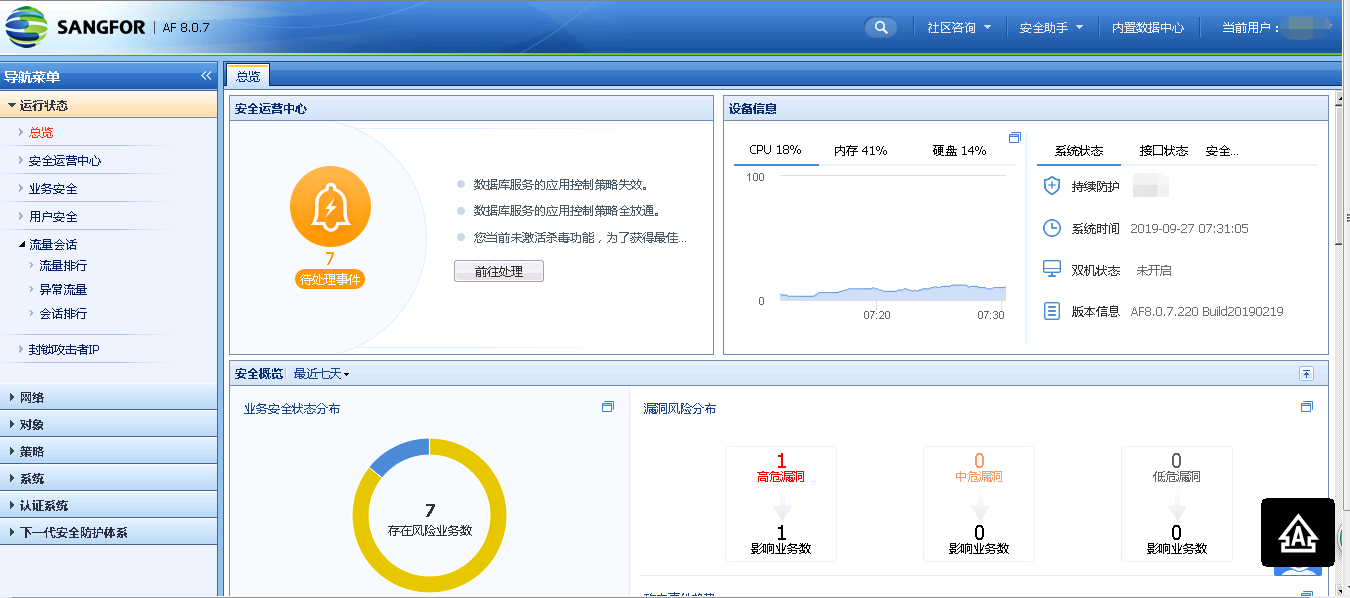 SANGFOR | AF 8.0.7
社区咨询
安全助手
内置数据中心
当前用户：
导航菜单
总览
运行状态
总览
安全运营中心
业务安全
用户安全
流量会话
流量排行
异常流量
会话排行
封锁攻击者IP
网络
对象
策略
系统
认证系统
下一代安全防护体系
安全运营中心
7
待处理事件
数据库服务的应用控制策略失效。
数据库服务的应用控制策略全放通。
您当前未激活杀毒功能，为了获得最佳...
前往处理
设备信息
CPU 18%
内存 41%
硬盘 14%
100
0
07:20
07:30
系统状态
接口状态
安全...
持续防护
系统时间 2019-09-27 07:31:05
双机状态 未开启
版本信息 AF8.0.7.220 Build20190219
安全概览 最近七天
业务安全状态分布
7
存在风险业务数
漏洞风险分布
1
高危漏洞
1
影响业务数
0
中危漏洞
0
影响业务数
0
低危漏洞
0
影响业务数